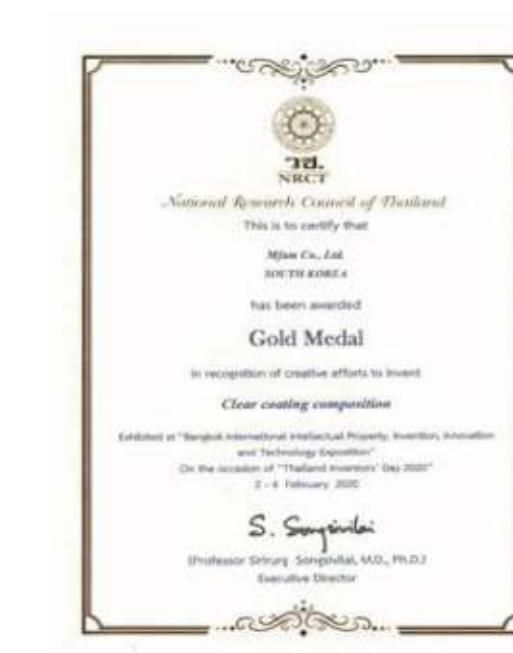 วช.
NRCT
National Research Council of Thailand
This is to certify that
Co., Ltd.
SOUTH KOREA
has been awarded
Gold Medal
in recognition of creative efforts to invent
Clear coating composition
Exhibited at "Bangkok International Intellectual Property, Invention, Innovation
and Technology Exposition"
On the occasion of "Thailand Inventors' Day 2020"
2 - 6 February 2020
S. Songsivilai
(Professor Sirirurg Songsivilai, M.D., Ph.D.)
Executive Director